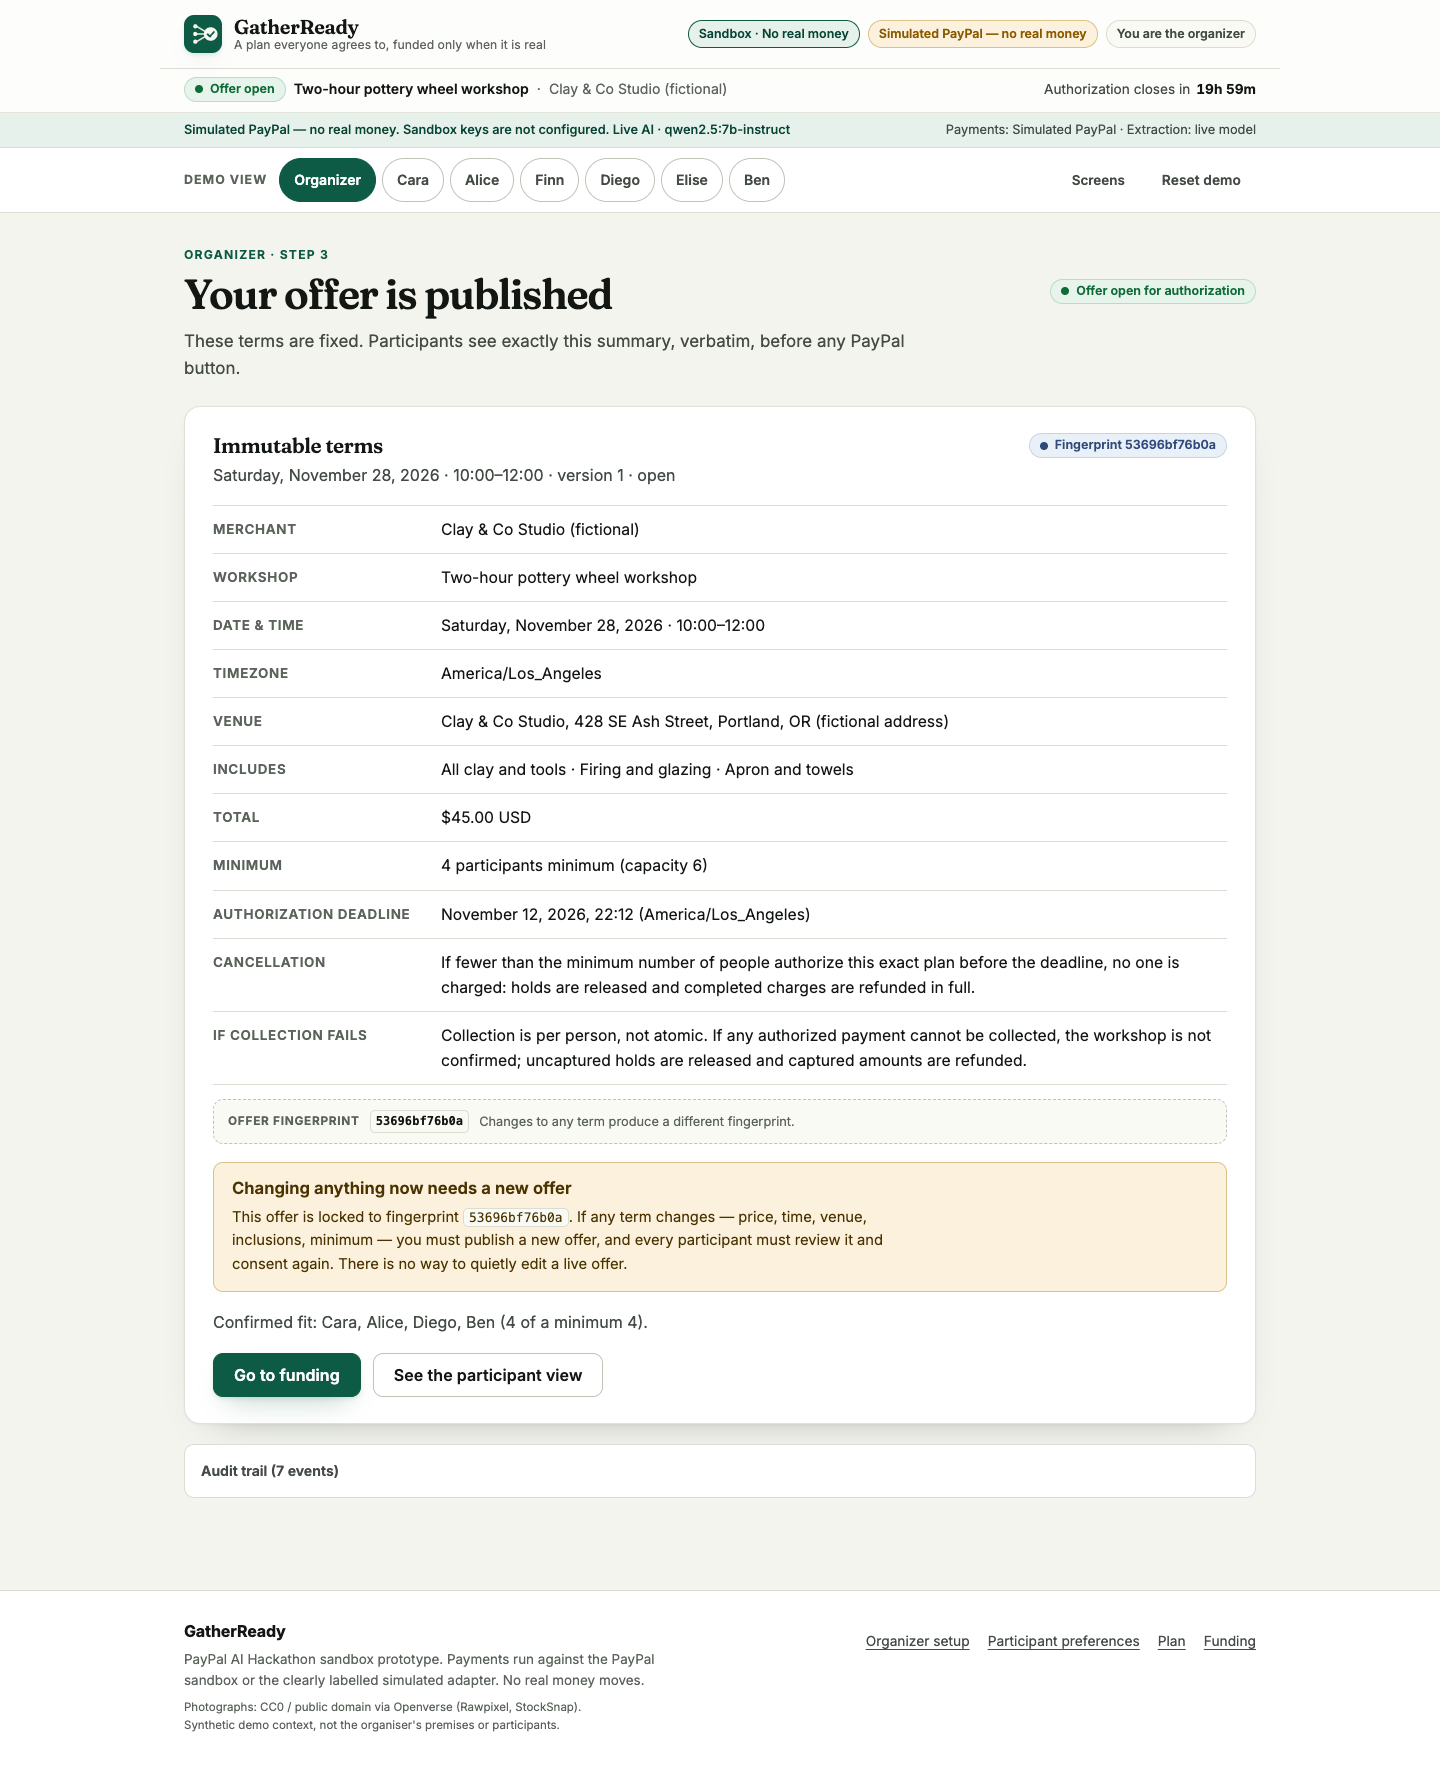 GatherReady
A plan everyone agrees to, funded only when it is real
Sandbox · No real money
Simulated PayPal — no real money
You are the organizer
Offer open
Two-hour pottery wheel workshop · Clay & Co Studio (fictional)
Authorization closes in 19h 59m
Simulated PayPal — no real money. Sandbox keys are not configured. Live AI · qwen2.5:7b-instruct
Payments: Simulated PayPal · Extraction: live model
DEMO VIEW
Organizer
Cara
Alice
Finn
Diego
Elise
Ben
Screens
Reset demo
ORGANIZER · STEP 3
Your offer is published
Offer open for authorization
These terms are fixed. Participants see exactly this summary, verbatim, before any PayPal
button.
Immutable terms
Fingerprint 53696bf76b0a
Saturday, November 28, 2026 · 10:00–12:00 · version 1 · open
MERCHANT
Clay & Co Studio (fictional)
WORKSHOP
Two-hour pottery wheel workshop
DATE & TIME
Saturday, November 28, 2026 · 10:00–12:00
TIMEZONE
America/Los_Angeles
VENUE
Clay & Co Studio, 428 SE Ash Street, Portland, OR (fictional address)
INCLUDES
All clay and tools · Firing and glazing · Apron and towels
TOTAL
$45.00 USD
MINIMUM
4 participants minimum (capacity 6)
AUTHORIZATION DEADLINE
November 12, 2026, 22:12 (America/Los_Angeles)
CANCELLATION
If fewer than the minimum number of people authorize this exact plan before the deadline, no one is
charged: holds are released and completed charges are refunded in full.
IF COLLECTION FAILS
Collection is per person, not atomic. If any authorized payment cannot be collected, the workshop is not
confirmed; uncaptured holds are released and captured amounts are refunded.
OFFER FINGERPRINT 53696bf76b0a Changes to any term produce a different fingerprint.
Changing anything now needs a new offer
This offer is locked to fingerprint 53696bf76b0a. If any term changes — price, time, venue,
inclusions, minimum — you must publish a new offer, and every participant must review it and
consent again. There is no way to quietly edit a live offer.
Confirmed fit: Cara, Alice, Diego, Ben (4 of a minimum 4).
Go to funding
See the participant view
Audit trail (7 events)
GatherReady
PayPal AI Hackathon sandbox prototype. Payments run against the PayPal
sandbox or the clearly labelled simulated adapter. No real money moves.
Photographs: CC0 / public domain via Openverse (Rawpixel, StockSnap).
Synthetic demo context, not the organiser's premises or participants.
Organizer setup
Participant preferences
Plan
Funding